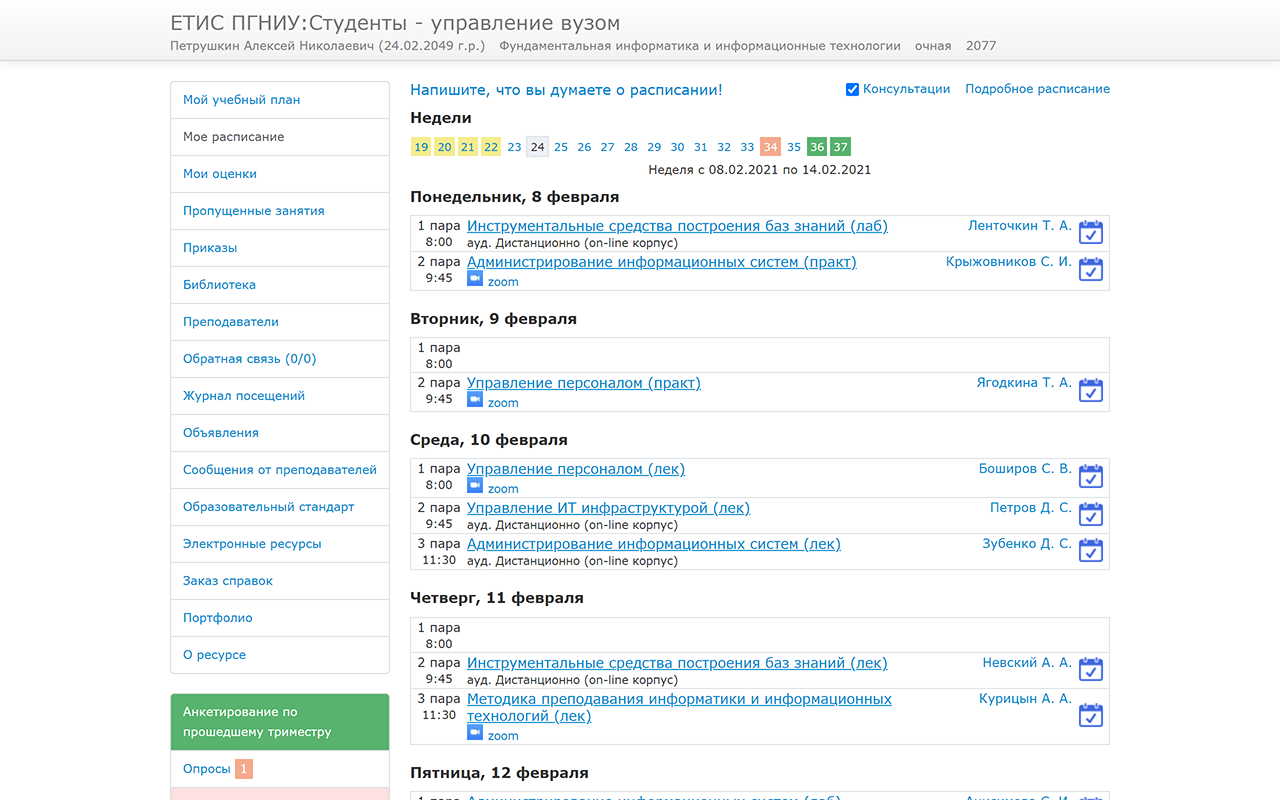 ЕТИС ПГНИУ:Студенты - управление вузом
Петрушкин Алексей Николаевич (24.02.2049 г.р.) Фундаментальная информатика и информационные технологии очная 2077
Мой учебный план
Мое расписание
Мои оценки
Пропущенные занятия
Приказы
Библиотека
Преподаватели
Обратная связь (0/0)
Журнал посещений
Объявления
Сообщения от преподавателей
Образовательный стандарт
Электронные ресурсы
Заказ справок
Портфолио
О ресурсе
Анкетирование по
прошедшему триместру
Опросы 1
Напишите, что вы думаете о расписании! Консультации Подробное расписание
Недели
19 20 21 22 23 24 25 26 27 28 29 30 31 32 33 34 35 36 37
Неделя с 08.02.2021 по 14.02.2021
Понедельник, 8 февраля
1 пара Инструментальные средства построения баз знаний (лаб) Ленточкин Т. А.
8:00 ауд. Дистанционно (on-line корпус)
2 пара Администрирование информационных систем (практ) Крыжовников С. И.
9:45 zoom
Вторник, 9 февраля
1 пара
8:00
2 пара Управление персоналом (практ) Ягодкина Т. А.
9:45 zoom
Среда, 10 февраля
1 пара Управление персоналом (лек) Боширов С. В.
8:00 zoom
2 пара Управление ИТ инфраструктурой (лек) Петров Д. С.
9:45 ауд. Дистанционно (on-line корпус)
3 пара Администрирование информационных систем (лек) Зубенко Д. С.
11:30 ауд. Дистанционно (on-line корпус)
Четверг, 11 февраля
1 пара
8:00
2 пара Инструментальные средства построения баз знаний (лек) Невский А. А.
9:45 ауд. Дистанционно (on-line корпус)
3 пара Методика преподавания информатики и информационных Курицын А. А.
11:30 технологий (лек)
zoom
Пятница, 12 февраля
1 пара Администрирование информационных систем (лаб)